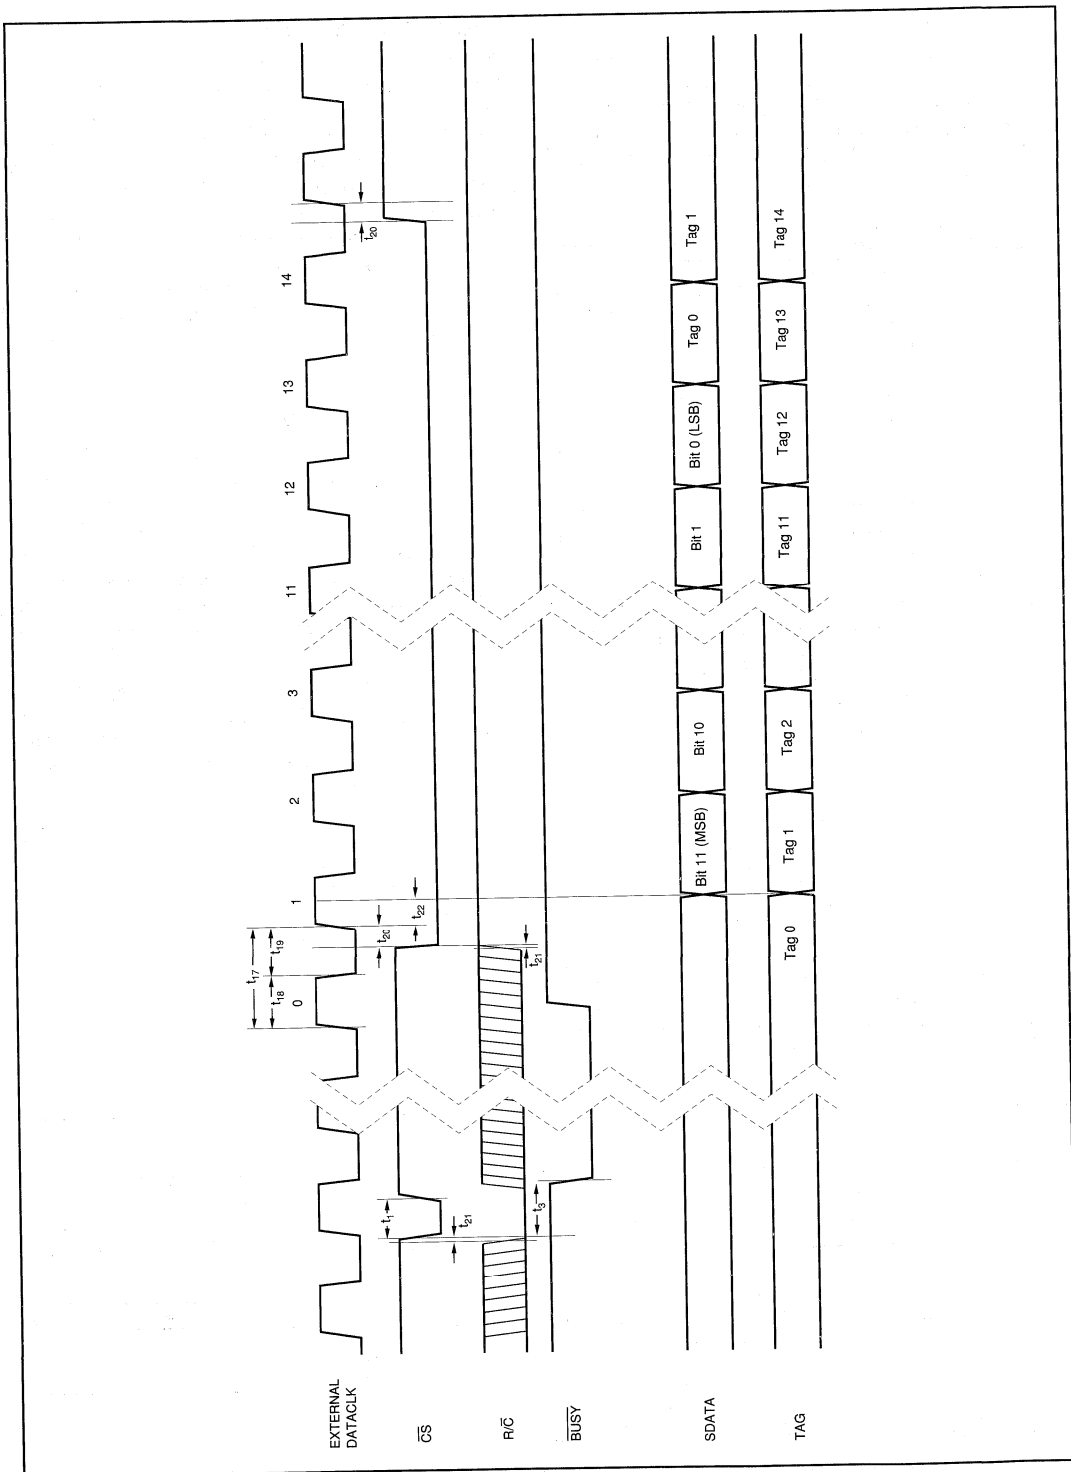 EXTERNAL
DATACLK
t17
t18
t19
0
1
2
3
11
12
13
14
CS
t1
t20
t22
t20
R/C
t21
t21
BUSY
t3
SDATA
Bit 11 (MSB)
Bit 10
Bit 1
Bit 0 (LSB)
Tag 0
Tag 1
TAG
Tag 0
Tag 1
Tag 2
Tag 11
Tag 12
Tag 13
Tag 14